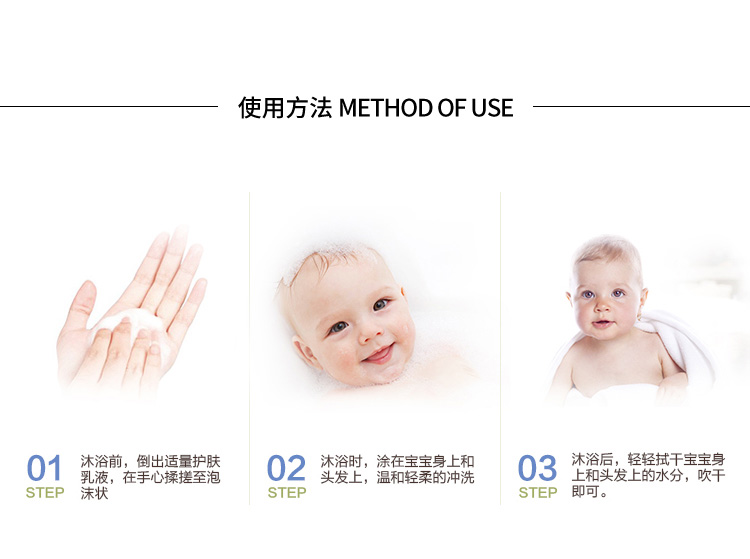 使用方法 METHOD OF USE
01
STEP
沐浴前，倒出适量护肤
乳液，在手心揉搓至泡
沫状
02
STEP
沐浴时，涂在宝宝身上和
头发上，温和轻柔的冲洗
03
STEP
沐浴后，轻轻拭干宝宝身
上和头发上的水分，吹干
即可。